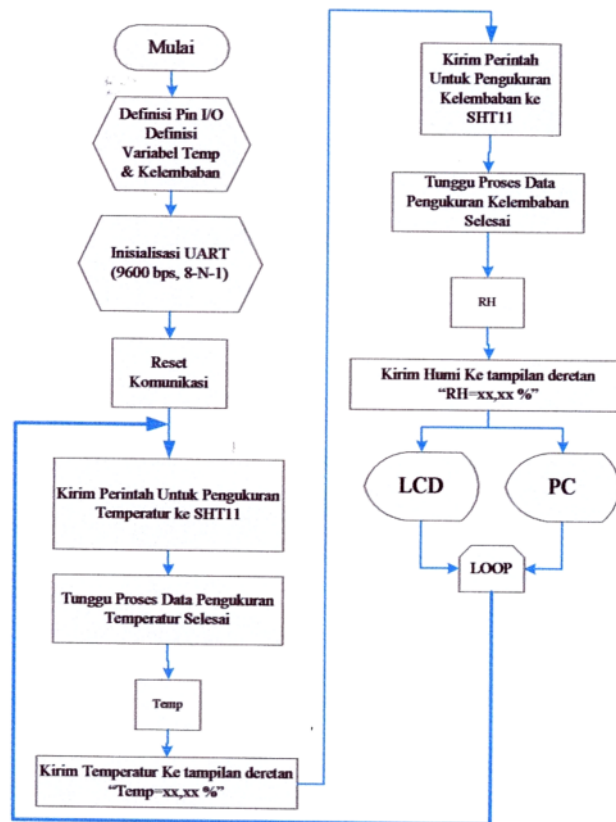 Mulai
Definisi Pin I/O
Definisi
Variabel Temp
& Kelembaban
Inisialisasi UART
(9600 bps, 8-N-1)
Reset
Komunikasi
Kirim Perintah Untuk Pengukuran
Temperatur ke SHT11
Tunggu Proses Data Pengukuran
Temperatur Selesai
Temp
Kirim Temperatur Ke tampilan deretan
“Temp=xx,xx %”
Kirim Perintah
Untuk Pengukuran
Kelembaban ke
SHT11
Tunggu Proses Data
Pengukuran Kelembaban
Selesai
RH
Kirim Humi Ke tampilan deretan
“RH=xx,xx %”
LCD
PC
LOOP